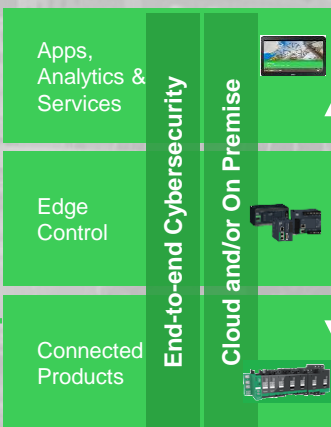 Apps,
Analytics &
Services
Edge
Control
Connected
Products
End-to-end Cybersecurity
Cloud and/or On Premise